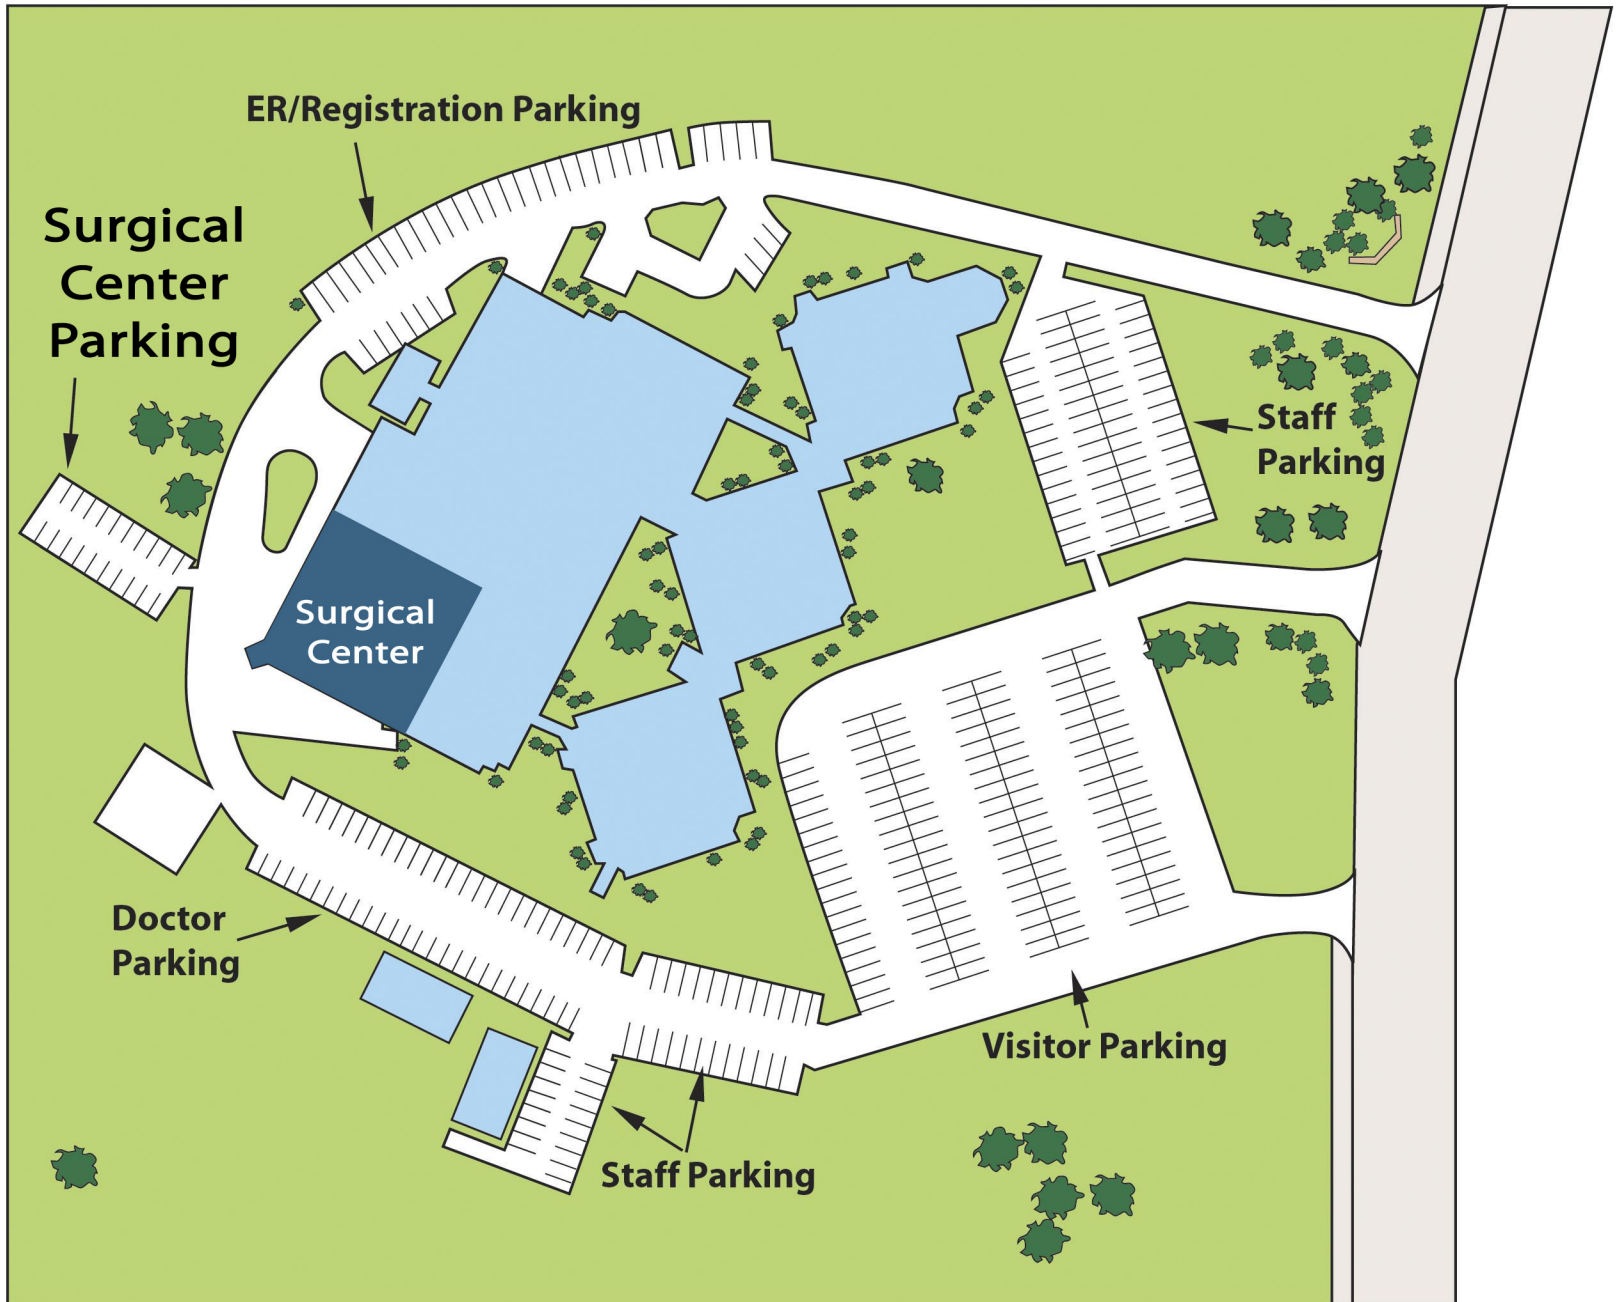 ER/Registration Parking
Surgical
Center
Parking
Staff
Parking
Surgical
Center
Doctor
Parking
Visitor Parking
Staff Parking